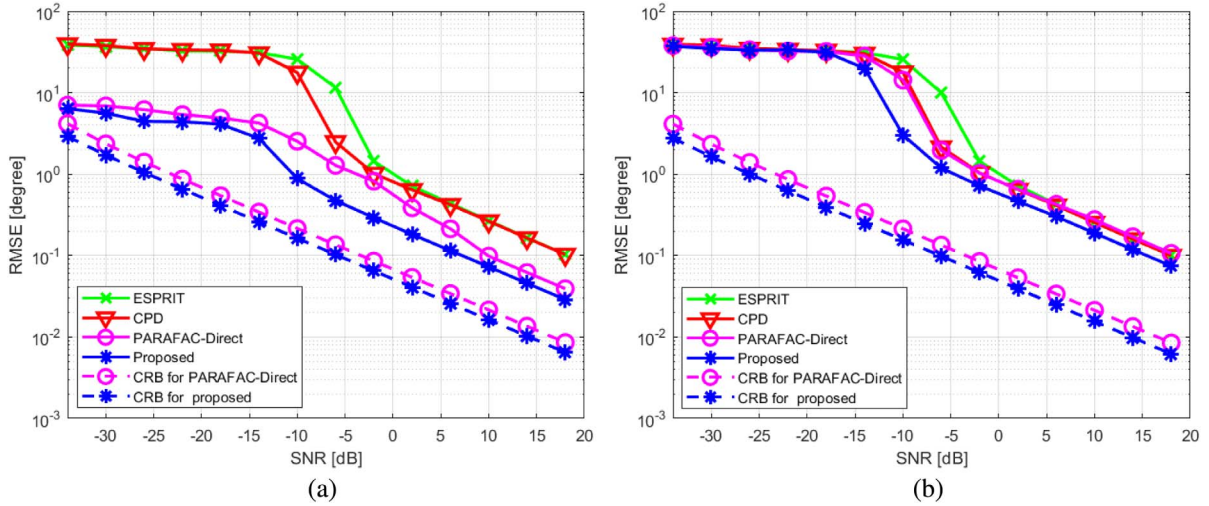 10^2
10^1
10^0
10^-1
10^-2
10^-3
RMSE [degree]
ESPRIT
CPD
PARAFAC-Direct
Proposed
CRB for PARAFAC-Direct
CRB for proposed
-30 -25 -20 -15 -10 -5 0 5 10 15 20
SNR [dB]
(a)
10^2
10^1
10^0
10^-1
10^-2
10^-3
RMSE [degree]
ESPRIT
CPD
PARAFAC-Direct
Proposed
CRB for PARAFAC-Direct
CRB for proposed
-30 -25 -20 -15 -10 -5 0 5 10 15 20
SNR [dB]
(b)